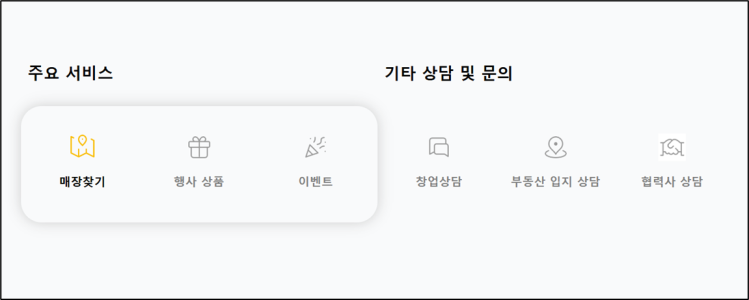 주요 서비스
기타 상담 및 문의
매장찾기
행사 상품
이벤트
창업상담
부동산 입지 상담
협력사 상담